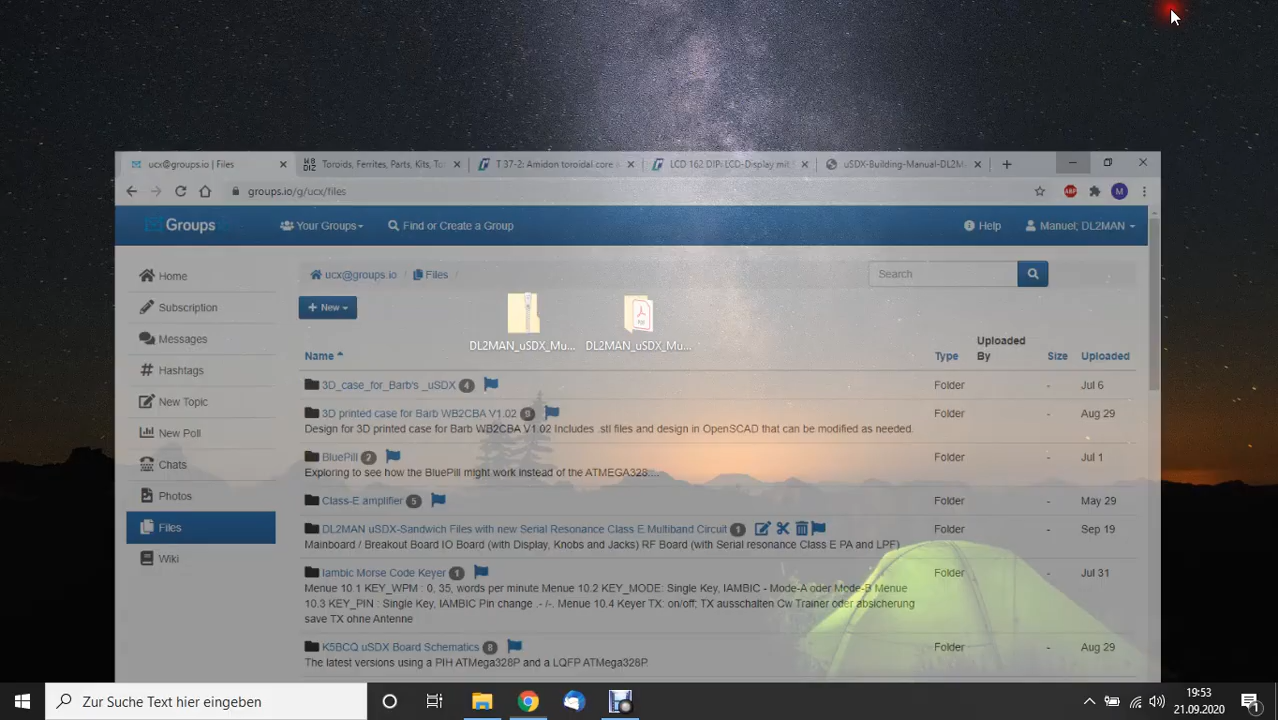 ucx@groups.io | Files
Toroids, Ferrites, Parts, Kits, To
T 37-2: Amidon toroidal core
LCD 162 DIP: LCD-Display mit
uSDX-Building-Manual-DL2M
groups.io/g/ucx/files
ABP
M
Groups.io
Your Groups
Find or Create a Group
Help
Manuel; DL2MAN
Home
Subscription
Messages
Hashtags
New Topic
New Poll
Chats
Photos
Files
Wiki
ucx@groups.io / Files /
Search
+ New
DL2MAN_uSDX_Mu...
DL2MAN_uSDX_Mu...
Name
Type
Uploaded By
Size
Uploaded
3D_case_for_Barb's _uSDX 4
Folder - Jul 6
3D printed case for Barb WB2CBA V1.02 9
Folder - Aug 29
Design for 3D printed case for Barb WB2CBA V1.02 Includes .stl files and design in OpenSCAD that can be modified as needed.
BluePill 2
Folder - Jul 1
Exploring to see how the BluePill might work instead of the ATMEGA328....
Class-E amplifier 5
Folder - May 29
DL2MAN uSDX-Sandwich Files with new Serial Resonance Class E Multiband Circuit 1
Folder - Sep 19
Mainboard / Breakout Board IO Board (with Display, Knobs and Jacks) RF Board (with Serial resonance Class E PA and LPF)
Iambic Morse Code Keyer 1
Folder - Jul 31
Menue 10.1 KEY_WPM : 0, 35, words per minute Menue 10.2 KEY_MODE: Single Key, IAMBIC - Mode-A oder Mode-B Menue
10.3 KEY_PIN : Single Key, IAMBIC Pin change .- /-. Menue 10.4 Keyer TX: on/off; TX ausschalten Cw Trainer oder absicherung
save TX ohne Antenne
K5BCQ uSDX Board Schematics 8
Folder - Aug 29
The latest versions using a PIH ATMega328P and a LQFP ATMega328P.
Zur Suche Text hier eingeben
19:53
21.09.2020
1